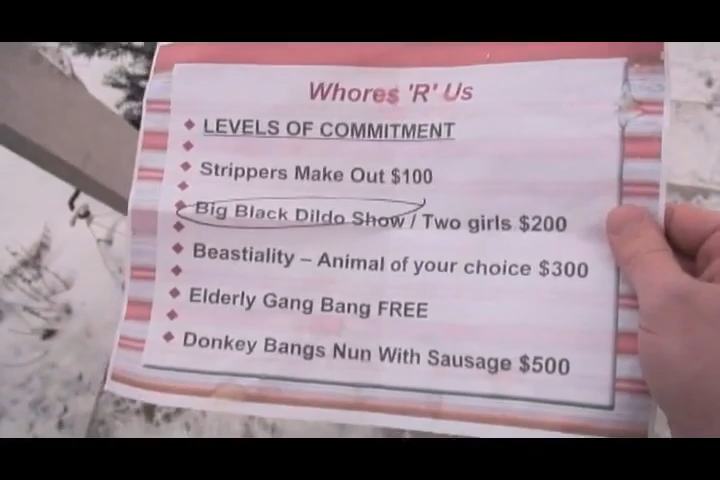 Whores 'R' Us
LEVELS OF COMMITMENT
Strippers Make Out $100
Big Black Dildo Show / Two girls $200
Beastiality – Animal of your choice $300
Elderly Gang Bang FREE
Donkey Bangs Nun With Sausage $500